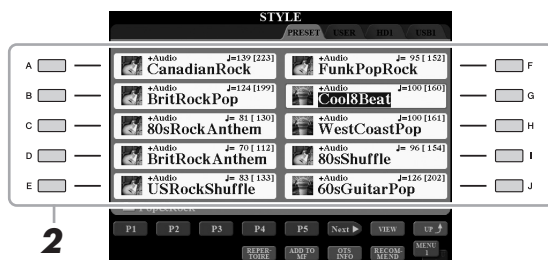 STYLE
PRESET USER HD1 USB1
A +Audio ♩=139 [223] +Audio ♩= 95 [152] F
CanadianRock FunkPopRock
B +Audio ♩=124 [199] +Audio ♩=100 [160] G
BritRockPop Cool8Beat
C +Audio ♩= 81 [130] +Audio ♩=100 [161] H
80sRockAnthem WestCoastPop
D +Audio ♩= 70 [112] +Audio ♩= 96 [154] I
BritRockAnthem 80sShuffle
E +Audio ♩= 83 [133] +Audio ♩=126 [202] J
USRockShuffle 60sGuitarPop
Pop&Rock
2
P1 P2 P3 P4 P5 Next VIEW UP
REPER-TOIRE ADD TO MF OTS INFO RECOM-MEND MENU 1